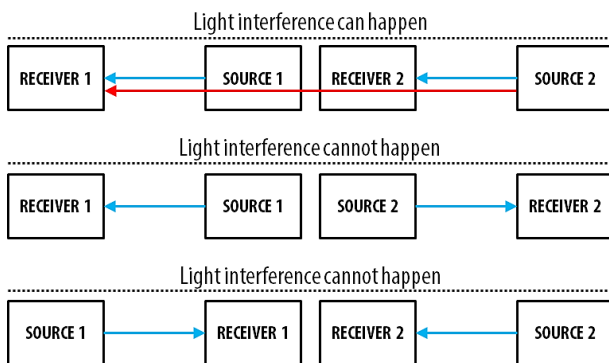 Light interference can happen
RECEIVER 1 SOURCE 1 RECEIVER 2 SOURCE 2
Light interference cannot happen
RECEIVER 1 SOURCE 1 SOURCE 2 RECEIVER 2
Light interference cannot happen
SOURCE 1 RECEIVER 1 RECEIVER 2 SOURCE 2